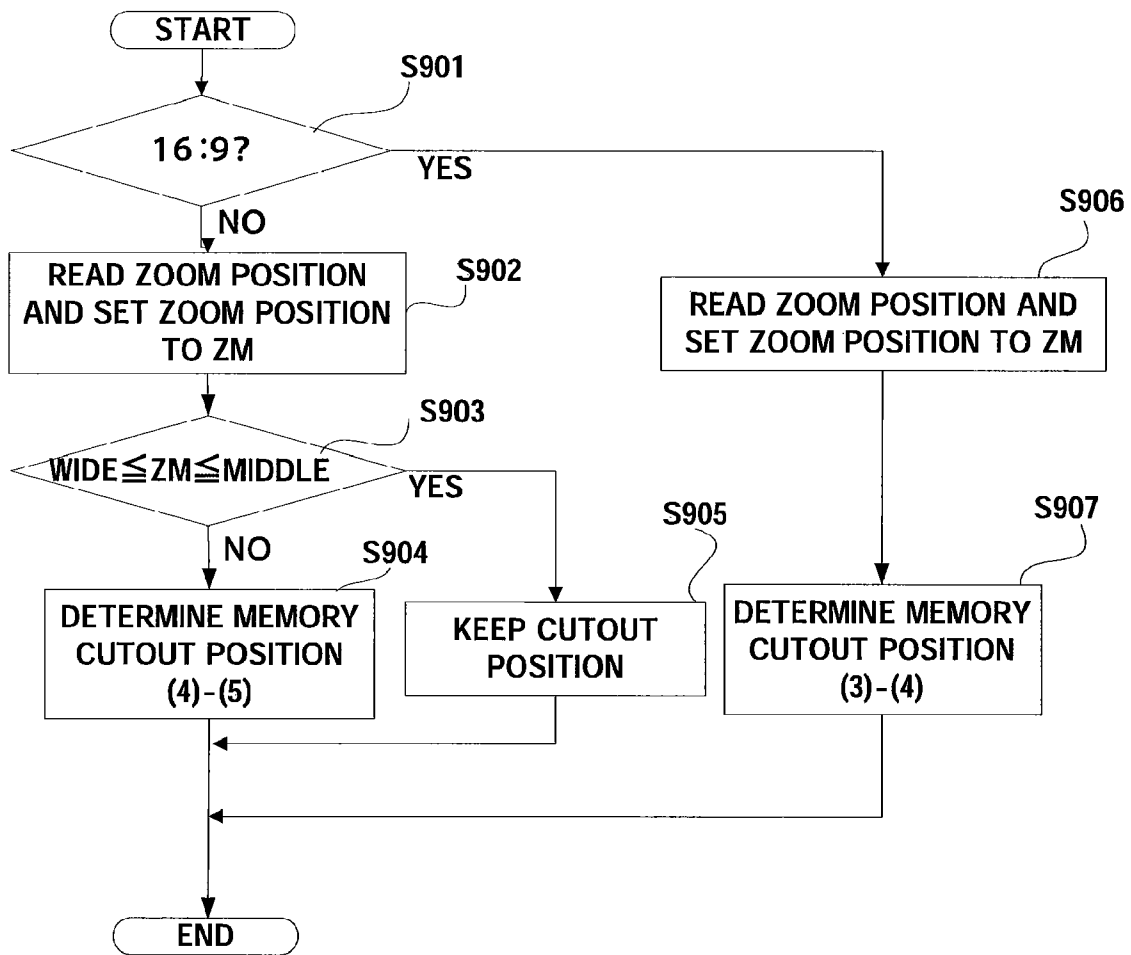 START
S901
16:9?
YES
NO
S906
READ ZOOM POSITION
AND SET ZOOM POSITION
TO ZM
S902
READ ZOOM POSITION AND
SET ZOOM POSITION TO ZM
S903
WIDE≦ZM≦MIDDLE
YES
NO
S904
S905
S907
DETERMINE MEMORY
CUTOUT POSITION
(4)-(5)
KEEP CUTOUT
POSITION
DETERMINE MEMORY
CUTOUT POSITION
(3)-(4)
END